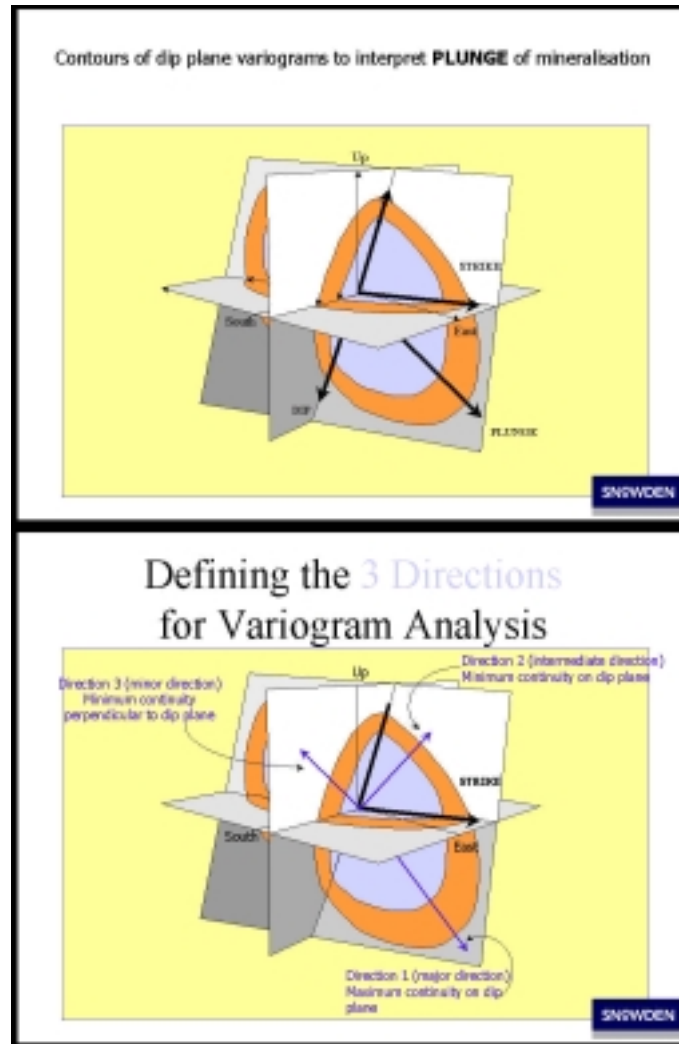 Contours of dip plane variograms to interpret PLUNGE of mineralisation
Up
STRIKE
South
East
DIP
PLUNGE
SNOWDEN
Defining the 3 Directions
for Variogram Analysis
Direction 2 (intermediate direction)
Minimum continuity on dip plane
Up
Direction 3 (minor direction)
Minimum continuity
perpendicular to dip plane
STRIKE
South
East
Direction 1 (major direction)
Maximum continuity on dip
plane
SNOWDEN